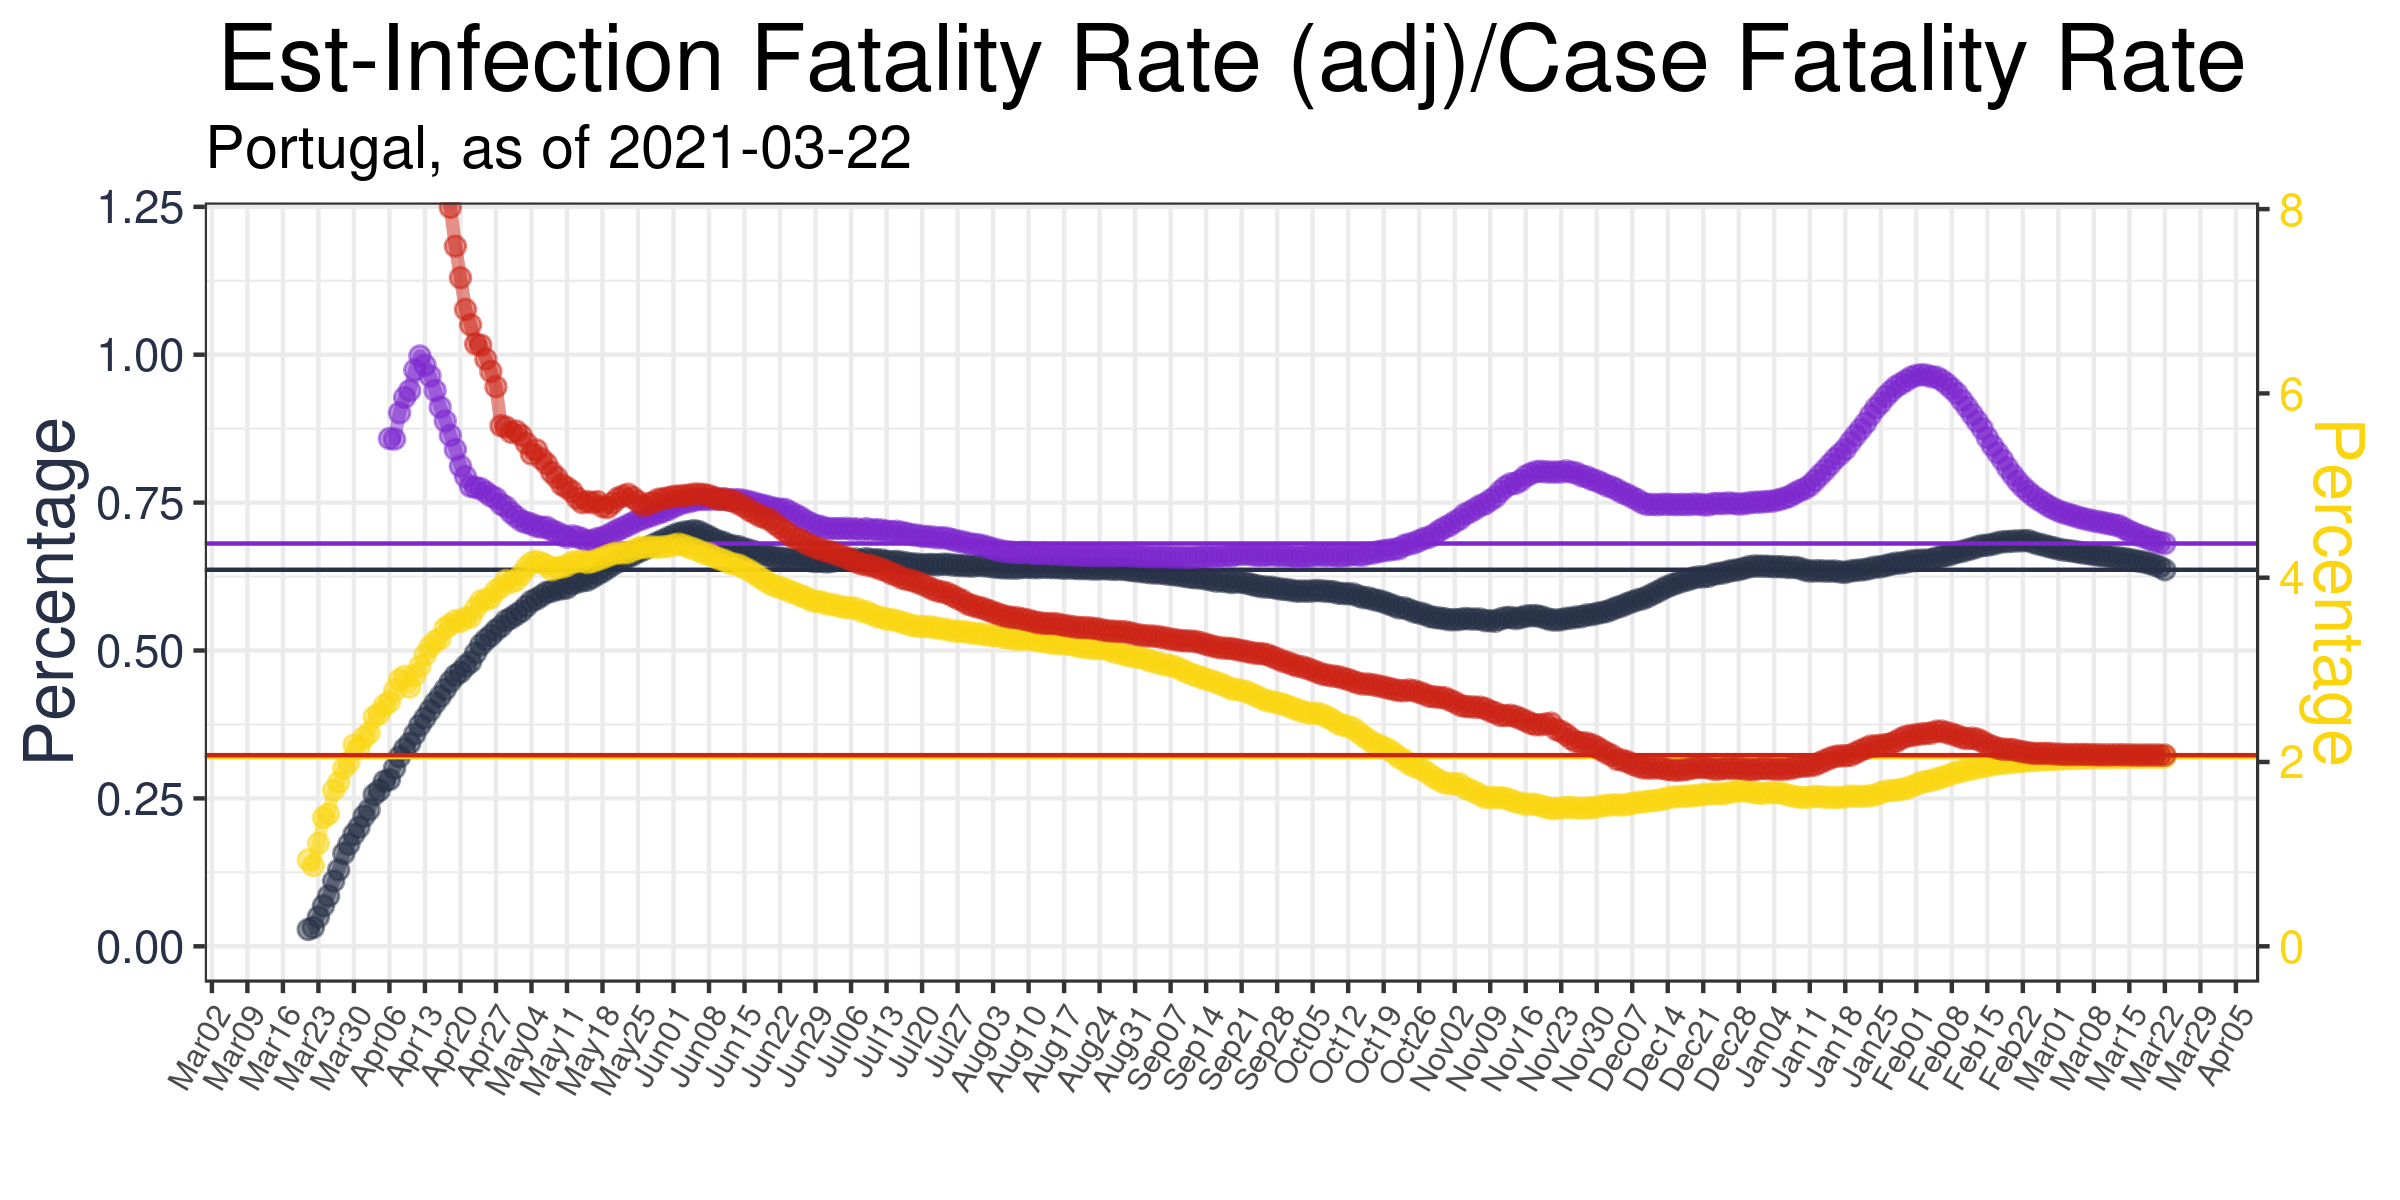 Est-Infection Fatality Rate (adj)/Case Fatality Rate
Portugal, as of 2021-03-22
Percentage
1.25
1.00
0.75
0.50
0.25
0.00
8
6
4
2
0
Percentage
Mar02
Mar09
Mar16
Mar23
Mar30
Apr06
Apr13
Apr20
Apr27
May04
May11
May18
May25
Jun01
Jun08
Jun15
Jun22
Jun29
Jul06
Jul13
Jul20
Jul27
Aug03
Aug10
Aug17
Aug24
Aug31
Sep07
Sep14
Sep21
Sep28
Oct05
Oct12
Oct19
Oct26
Nov02
Nov09
Nov16
Nov23
Nov30
Dec07
Dec14
Dec21
Dec28
Jan04
Jan11
Jan18
Jan25
Feb01
Feb08
Feb15
Feb22
Mar01
Mar08
Mar15
Mar22
Mar29
Apr05